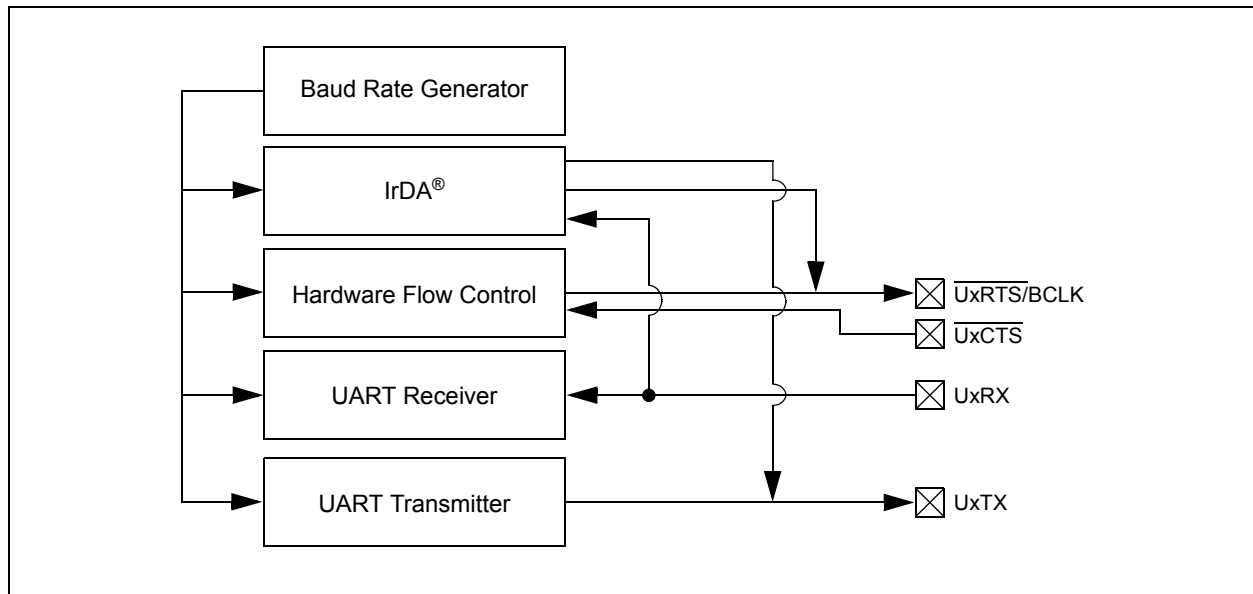 Baud Rate Generator
IrDA®
Hardware Flow Control
UxRTS/BCLK
UxCTS
UART Receiver
UxRX
UART Transmitter
UxTX